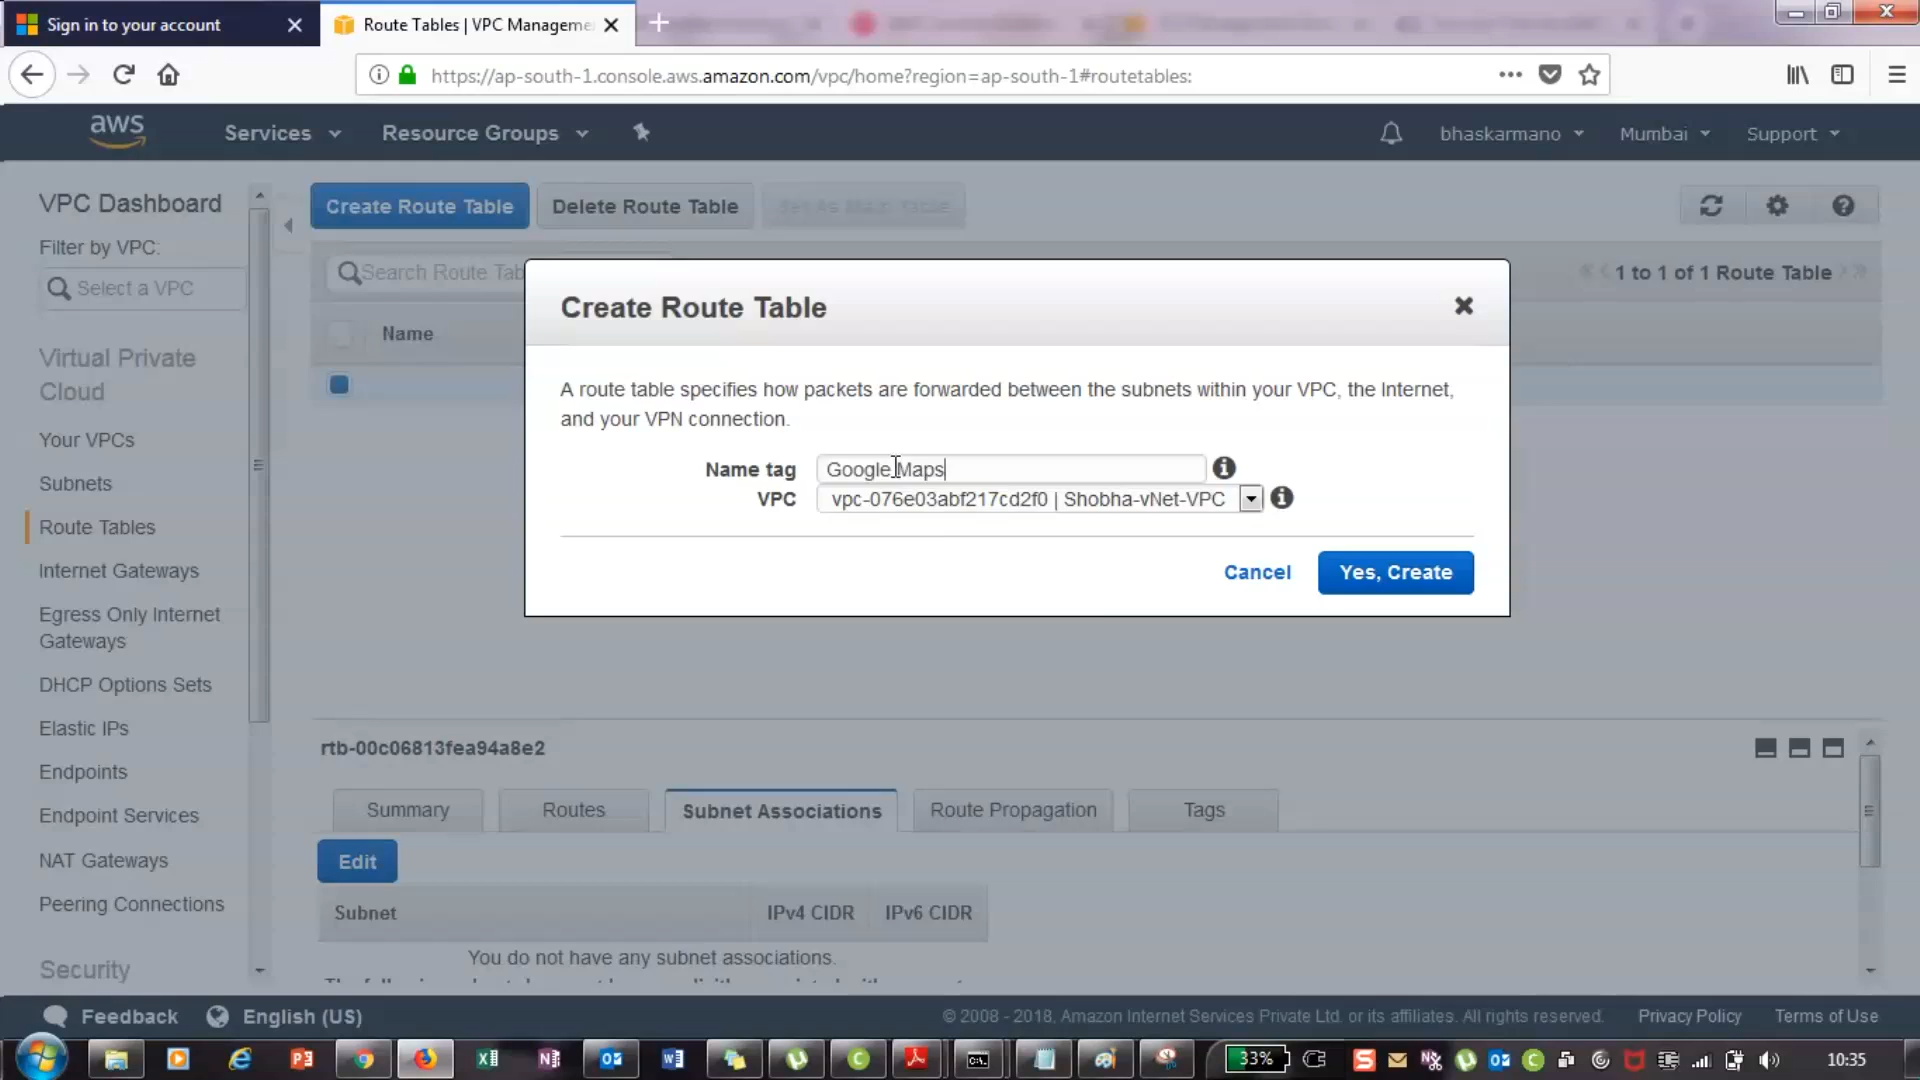 Sign in to your account
Route Tables | VPC Manageme
https://ap-south-1.console.aws.amazon.com/vpc/home?region=ap-south-1#routetables:
aws
Services
Resource Groups
bhaskarmano
Mumbai
Support
VPC Dashboard
Filter by VPC:
Select a VPC
Virtual Private
Cloud
Your VPCs
Subnets
Route Tables
Internet Gateways
Egress Only Internet
Gateways
DHCP Options Sets
Elastic IPs
Endpoints
Endpoint Services
NAT Gateways
Peering Connections
Security
Create Route Table
Delete Route Table
Set As Main Table
Search Route Tab
1 to 1 of 1 Route Table
Name
Create Route Table
A route table specifies how packets are forwarded between the subnets within your VPC, the Internet,
and your VPN connection.
Name tag
Google Maps
VPC
vpc-076e03abf217cd2f0 | Shobha-vNet-VPC
Cancel
Yes, Create
rtb-00c06813fea94a8e2
Summary
Routes
Subnet Associations
Route Propagation
Tags
Edit
Subnet
IPv4 CIDR
IPv6 CIDR
You do not have any subnet associations.
Feedback
English (US)
© 2008 - 2018, Amazon Internet Services Private Ltd. or its affiliates. All rights reserved.
Privacy Policy
Terms of Use
33%
10:35